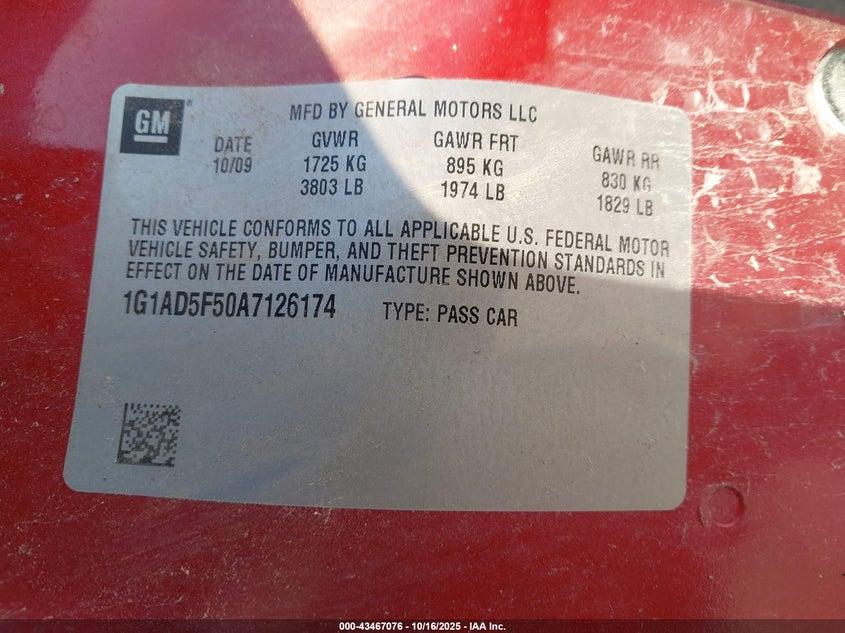 GM
MFD BY GENERAL MOTORS LLC
DATE GVWR GAWR FRT GAWR RR
10/09 1725 KG 895 KG 830 KG
3803 LB 1974 LB 1829 LB
THIS VEHICLE CONFORMS TO ALL APPLICABLE U.S. FEDERAL MOTOR
VEHICLE SAFETY, BUMPER, AND THEFT PREVENTION STANDARDS IN
EFFECT ON THE DATE OF MANUFACTURE SHOWN ABOVE.
1G1AD5F50A7126174 TYPE: PASS CAR
000-43467076 - 10/16/2025 - IAA Inc.